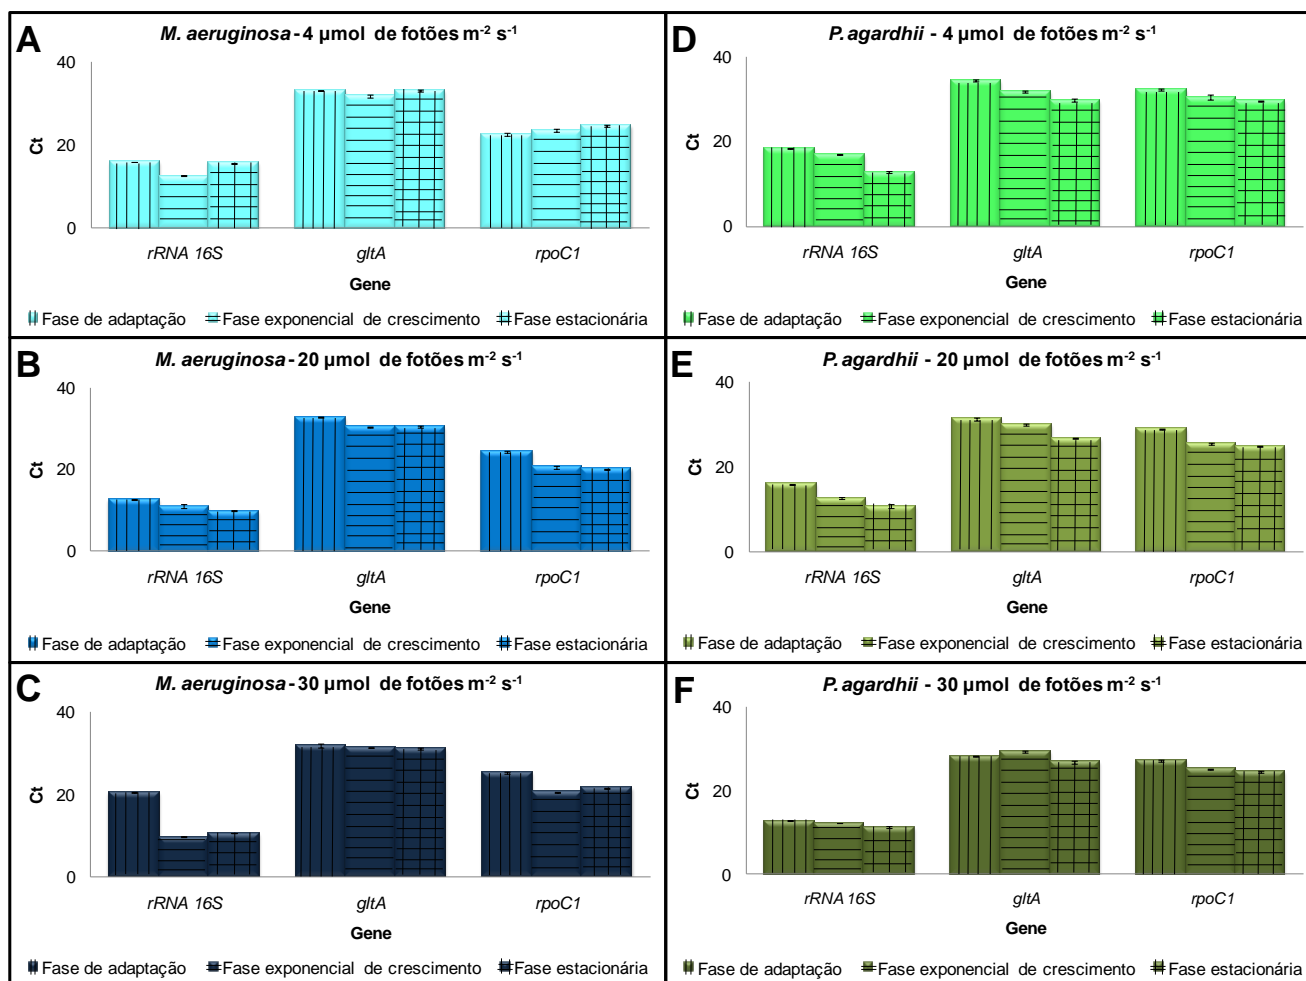 A
M. aeruginosa - 4 µmol de fotões m⁻² s⁻¹
40
20
0
Ct
rRNA 16S gltA rpoC1
Gene
Fase de adaptação Fase exponencial de crescimento Fase estacionária
D
P. agardhii - 4 µmol de fotões m⁻² s⁻¹
40
20
0
Ct
rRNA 16S gltA rpoC1
Gene
Fase de adaptação Fase exponencial de crescimento Fase estacionária
B
M. aeruginosa - 20 µmol de fotões m⁻² s⁻¹
40
20
0
Ct
rRNA 16S gltA rpoC1
Gene
Fase de adaptação Fase exponencial de crescimento Fase estacionária
E
P. agardhii - 20 µmol de fotões m⁻² s⁻¹
40
20
0
Ct
rRNA 16S gltA rpoC1
Gene
Fase de adaptação Fase exponencial de crescimento Fase estacionária
C
M. aeruginosa - 30 µmol de fotões m⁻² s⁻¹
40
20
0
Ct
rRNA 16S gltA rpoC1
Gene
Fase de adaptação Fase exponencial de crescimento Fase estacionária
F
P. agardhii - 30 µmol de fotões m⁻² s⁻¹
40
20
0
Ct
rRNA 16S gltA rpoC1
Gene
Fase de adaptação Fase exponencial de crescimento Fase estacionária